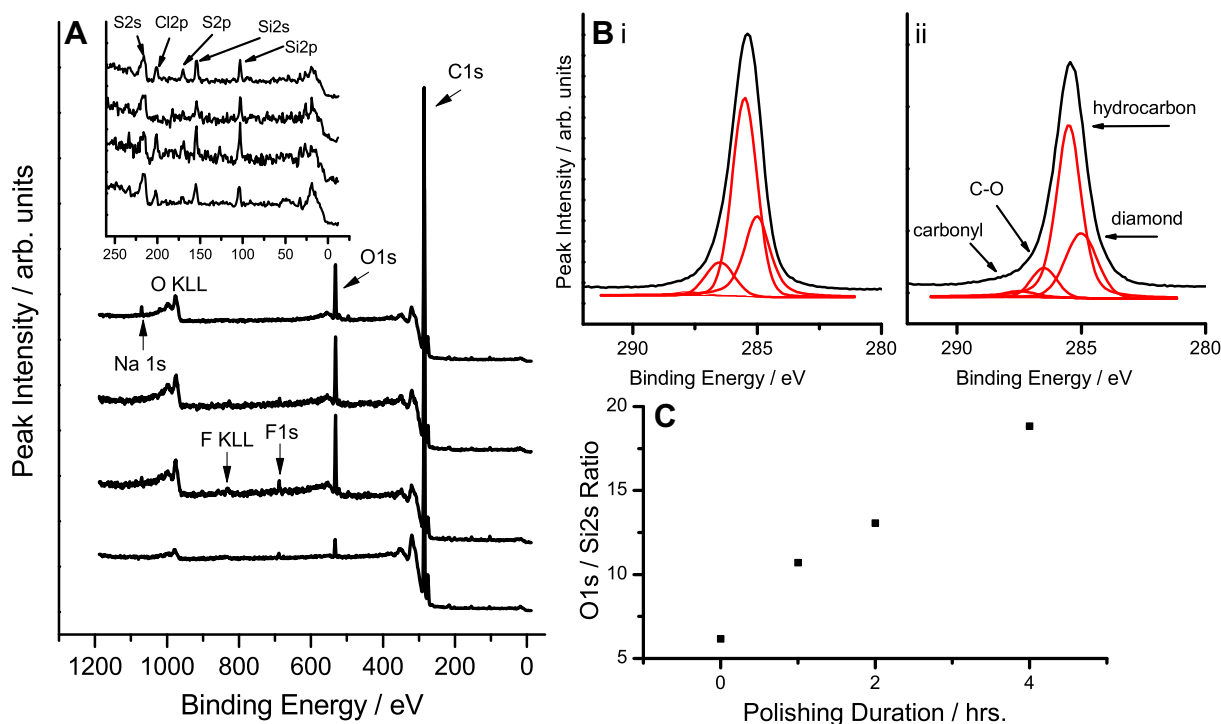 A
S2s
Cl2p
S2p
Si2s
Si2p
250 200 150 100 50 0
C1s
O KLL
O1s
Na 1s
F KLL
F1s
Peak Intensity / arb. units
1200 1000 800 600 400 200 0
Binding Energy / eV
B i
Peak Intensity / arb. units
290 285 280
Binding Energy / eV
ii
hydrocarbon
C-O
carbonyl
diamond
290 285 280
Binding Energy / eV
C
O1s / Si2s Ratio
20
15
10
5
0 2 4
Polishing Duration / hrs.